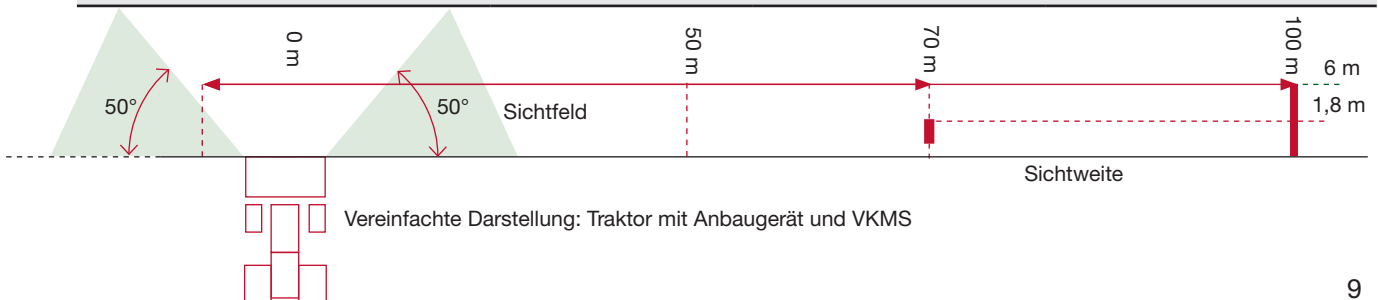 0 m
50 m
70 m
100 m
6 m
1,8 m
50°
50°
Sichtfeld
Sichtweite
Vereinfachte Darstellung: Traktor mit Anbaugerät und VKMS
9